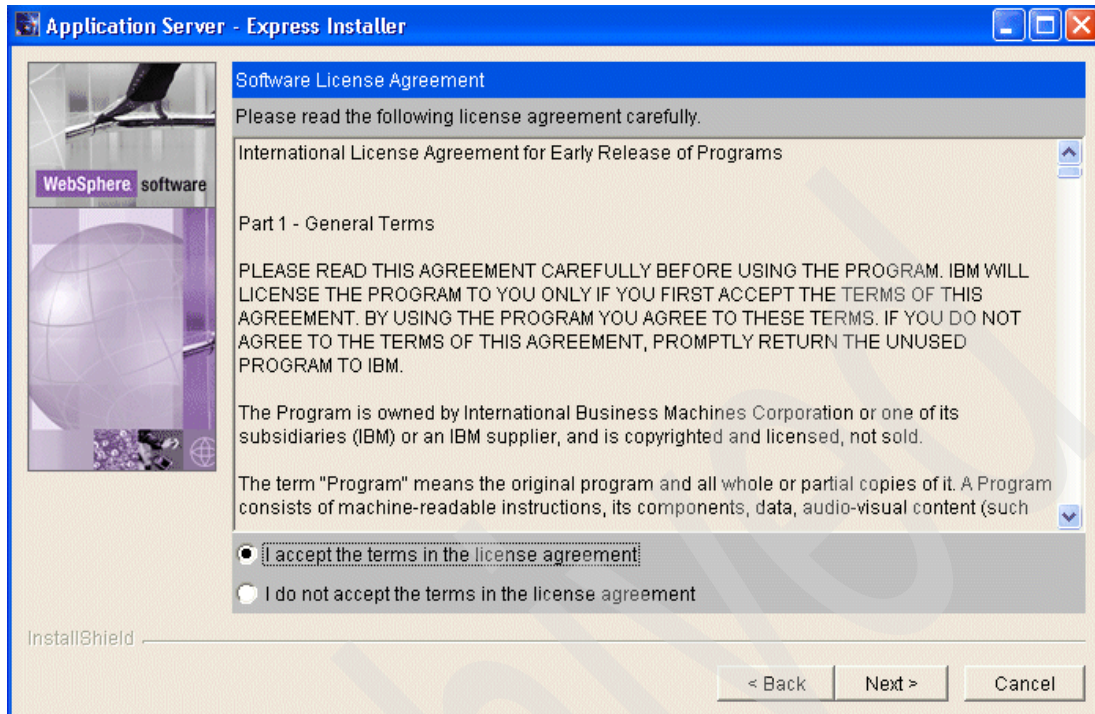 Application Server - Express Installer
WebSphere software
Software License Agreement
Please read the following license agreement carefully.
International License Agreement for Early Release of Programs
Part 1 - General Terms
PLEASE READ THIS AGREEMENT CAREFULLY BEFORE USING THE PROGRAM. IBM WILL
LICENSE THE PROGRAM TO YOU ONLY IF YOU FIRST ACCEPT THE TERMS OF THIS
AGREEMENT. BY USING THE PROGRAM YOU AGREE TO THESE TERMS. IF YOU DO NOT
AGREE TO THE TERMS OF THIS AGREEMENT, PROMPTLY RETURN THE UNUSED
PROGRAM TO IBM.
The Program is owned by International Business Machines Corporation or one of its
subsidiaries (IBM) or an IBM supplier, and is copyrighted and licensed, not sold.
The term "Program" means the original program and all whole or partial copies of it. A Program
consists of machine-readable instructions, its components, data, audio-visual content (such
I accept the terms in the license agreement
I do not accept the terms in the license agreement
InstallShield
< Back
Next >
Cancel